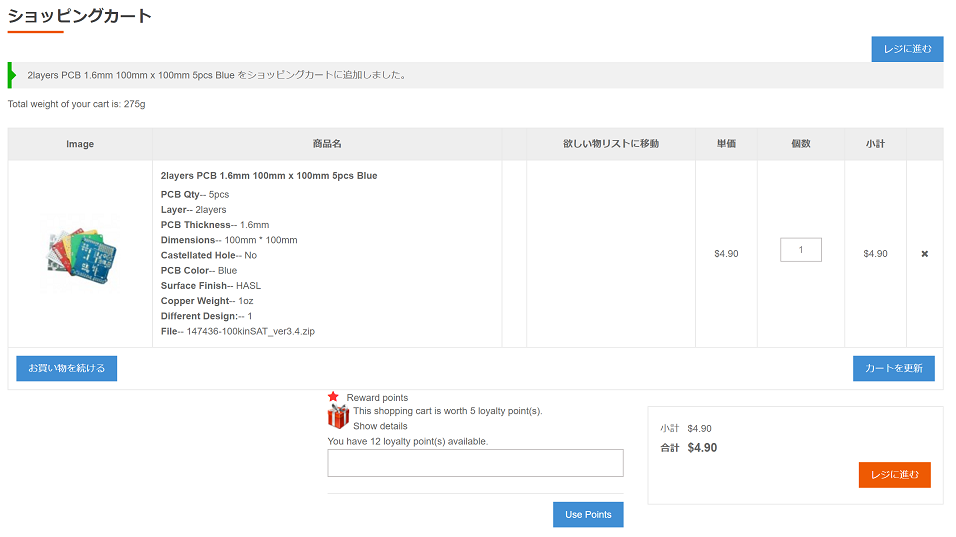 ショッピングカート
レジに進む
2layers PCB 1.6mm 100mm x 100mm 5pcs Blue をショッピングカートに追加しました。
Total weight of your cart is: 275g
Image 商品名 欲しい物リストに移動 単価 個数 小計
2layers PCB 1.6mm 100mm x 100mm 5pcs Blue
PCB Qty-- 5pcs
Layer-- 2layers
PCB Thickness-- 1.6mm
Dimensions-- 100mm * 100mm
Castellated Hole-- No
PCB Color-- Blue
Surface Finish-- HASL
Copper Weight-- 1oz
Different Design:-- 1
File-- 147436-100kinSAT_ver3.4.zip
$4.90 1 $4.90 ✖
お買い物を続ける カートを更新
Reward points
This shopping cart is worth 5 loyalty point(s).
Show details
You have 12 loyalty point(s) available.
Use Points
小計 $4.90
合計 $4.90
レジに進む